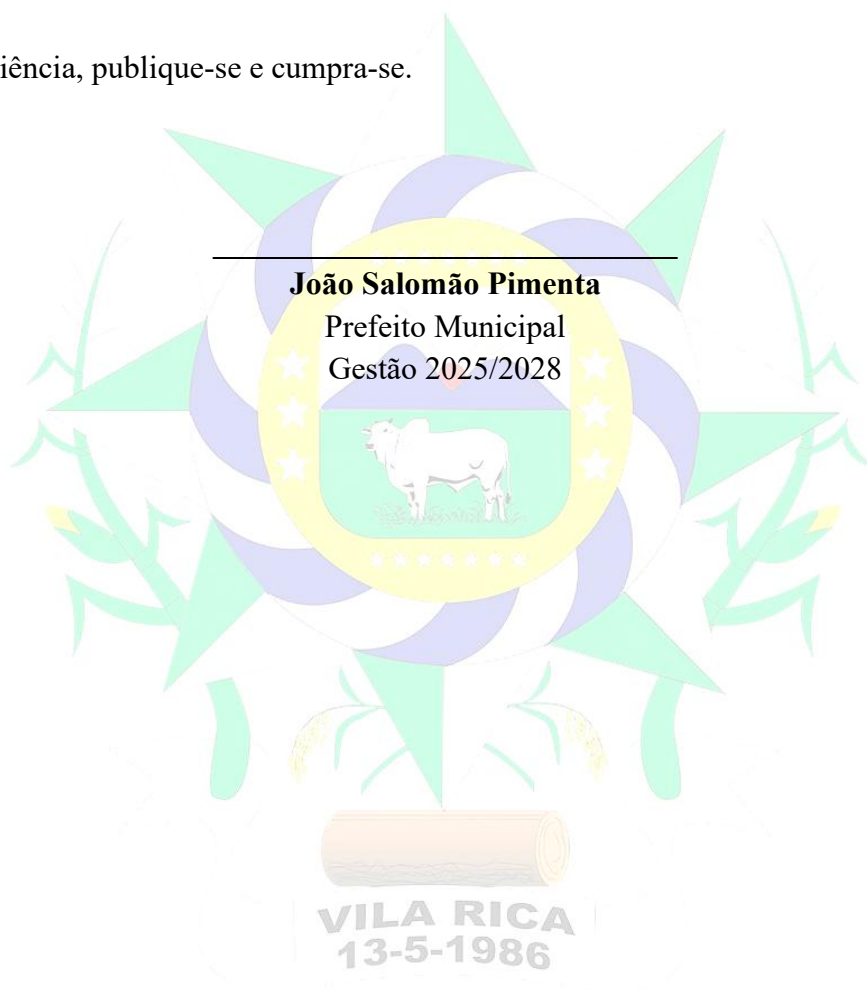 iência, publique-se e cumpra-se.
João Salomão Pimenta
Prefeito Municipal
Gestão 2025/2028
VILA RICA
13-5-1986